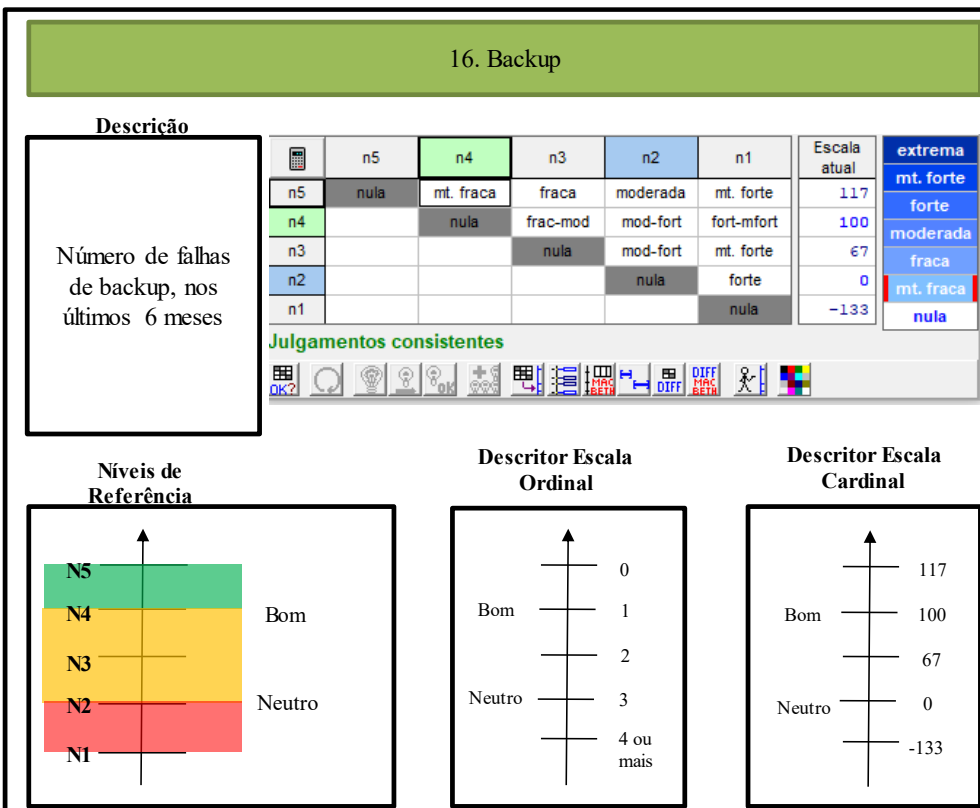 16. Backup
Descrição
Número de falhas
de backup, nos
últimos 6 meses
n5 n4 n3 n2 n1 Escala atual
n5 nula mt. fraca fraca moderada mt. forte 117
n4 nula frac-mod mod-fort fort-mfort 100
n3 nula mod-fort mt. forte 67
n2 nula forte 0
n1 nula -133
extrema
mt. forte
forte
moderada
fraca
mt. fraca
nula
Julgamentos consistentes
OK? OK MAC BETH DIFF DIFF MAC BETH
Níveis de
Referência
N5
N4
Bom
N3
N2
Neutro
N1
Descritor Escala
Ordinal
0
Bom 1
2
Neutro 3
4 ou
mais
Descritor Escala
Cardinal
117
Bom 100
67
Neutro 0
-133